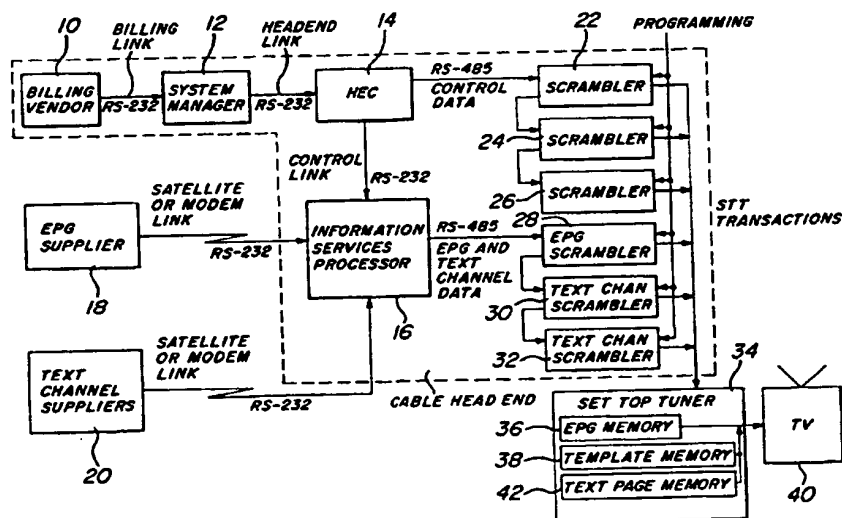 10
BILLING
LINK
12
HEADEND
LINK
14
22
PROGRAMMING
BILLING
VENDOR
RS-232
SYSTEM
MANAGER
RS-232
HEC
RS-485
CONTROL
DATA
SCRAMBLER
24
SCRAMBLER
CONTROL
LINK
RS-232
26
SCRAMBLER
STT
TRANSACTIONS
SATELLITE
OR MODEM
LINK
28
EPG
SUPPLIER
18
RS-232
INFORMATION
SERVICES
PROCESSOR
16
RS-485
EPG AND
TEXT
CHANNEL
DATA
EPG
SCRAMBLER
30
TEXT CHAN
SCRAMBLER
32
TEXT CHAN
SCRAMBLER
SATELLITE
OR MODEM
LINK
TEXT
CHANNEL
SUPPLIERS
20
RS-232
CABLE HEAD END
34
SET TOP TUNER
36
EPG MEMORY
38
TEMPLATE MEMORY
42
TEXT PAGE MEMORY
TV
40